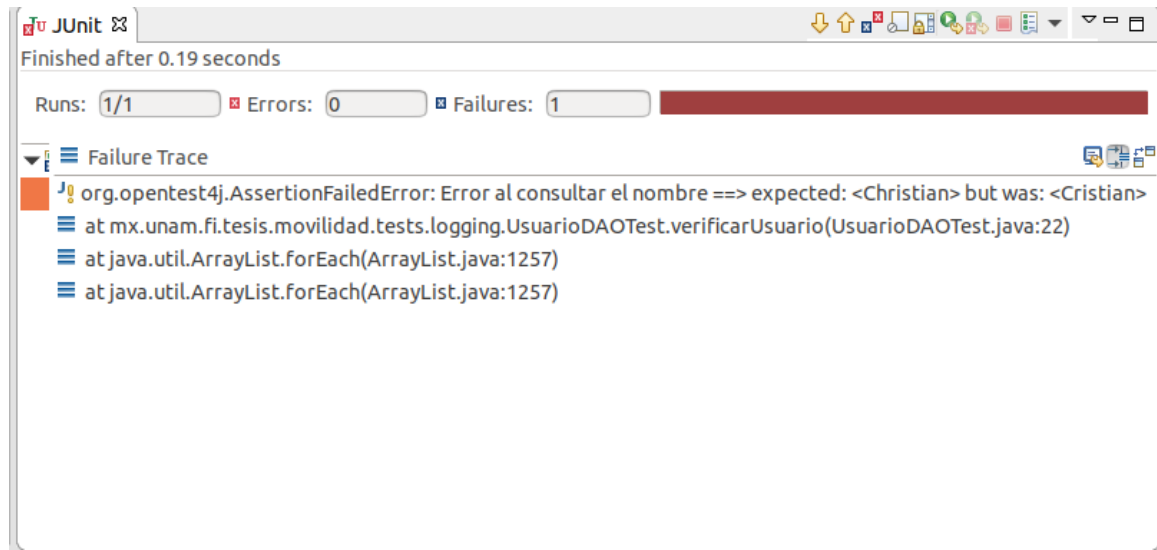 JUnit
Finished after 0.19 seconds
Runs: 1/1 Errors: 0 Failures: 1
Failure Trace
org.opentest4j.AssertionFailedError: Error al consultar el nombre ==> expected: <Christian> but was: <Cristian>
at mx.unam.fi.tesis.movilidad.tests.logging.UsuarioDAOTest.verificarUsuario(UsuarioDAOTest.java:22)
at java.util.ArrayList.forEach(ArrayList.java:1257)
at java.util.ArrayList.forEach(ArrayList.java:1257)